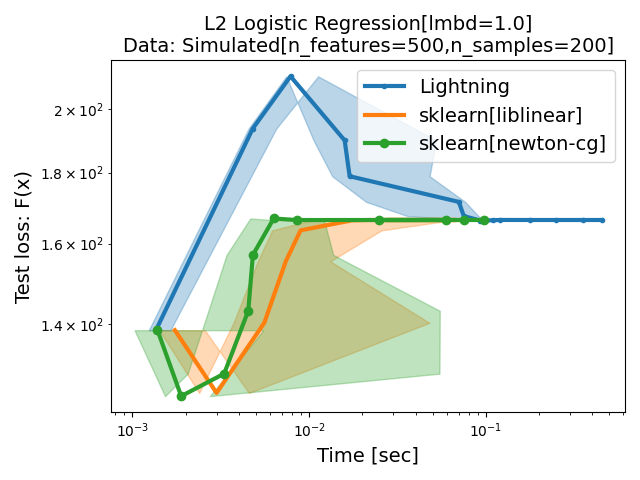 L2 Logistic Regression[lmbd=1.0]
Data: Simulated[n_features=500,n_samples=200]
Test loss: F(x)
2 × 10²
1.8 × 10²
1.6 × 10²
1.4 × 10²
Lightning
sklearn[liblinear]
sklearn[newton-cg]
10⁻³ 10⁻² 10⁻¹
Time [sec]